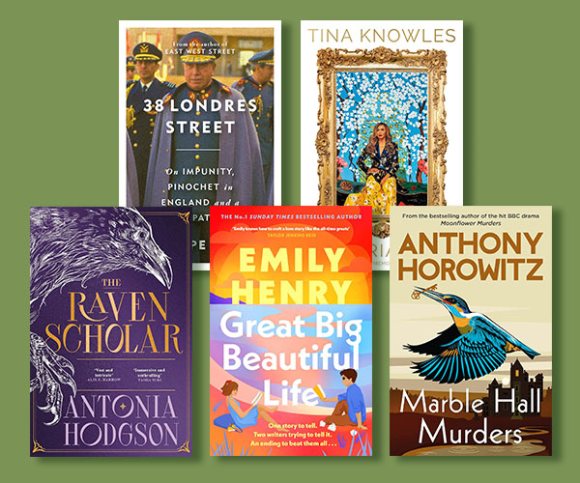 From the author of
EAST WEST STREET
38 LONDRES
STREET
On IMPUNITY,
PINOCHET in
ENGLAND and a
TINA KNOWLES
THE
RAVEN
SCHOLAR
ANTONIA
HODGSON
THE NO.1 SUNDAY TIMES BESTSELLING AUTHOR
EMILY
HENRY
Great Big
Beautiful
Life
One story to tell.
Two writers trying to tell it.
An ending to beat them all . . .
From the bestselling author of the hit BBC drama
Moonflower Murders
ANTHONY
HOROWITZ
Marble Hall
Murders